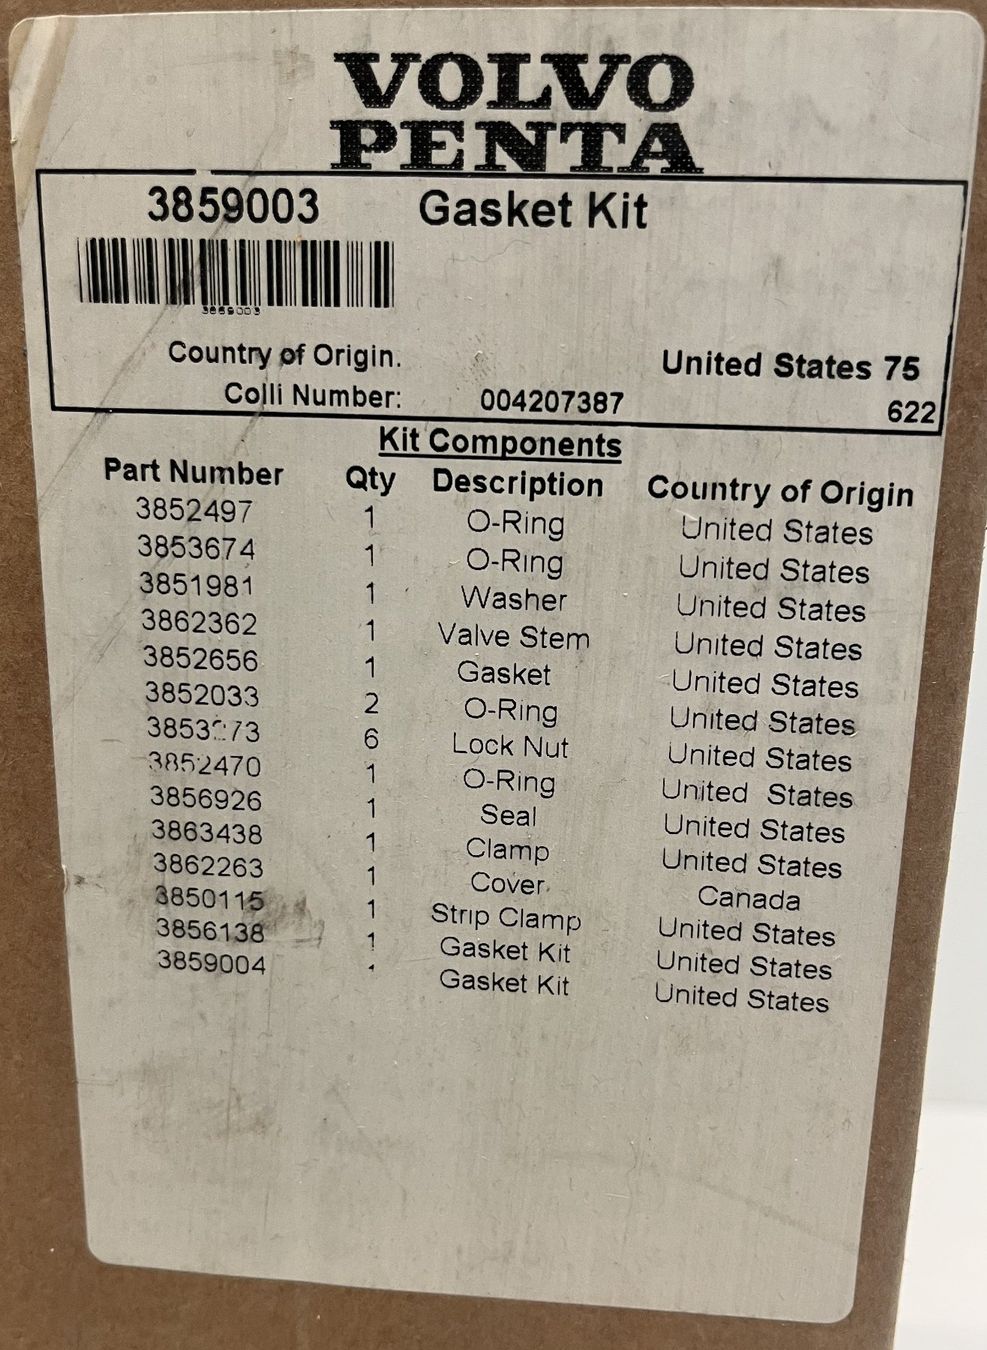 VOLVO
PENTA
3859003 Gasket Kit
3859003
Country of Origin. United States 75
Colli Number: 004207387 622
Kit Components
Part Number Qty Description Country of Origin
3852497 1 O-Ring United States
3853674 1 O-Ring United States
3851981 1 Washer United States
3862362 1 Valve Stem United States
3852656 1 Gasket United States
3852033 2 O-Ring United States
6 Lock Nut United States
3852470 1 O-Ring United States
3856926 1 Seal United States
3863438 1 Clamp United States
3862263 1 Cover Canada
3850115 1 Strip Clamp United States
3856138 1 Gasket Kit United States
3859004 Gasket Kit United States